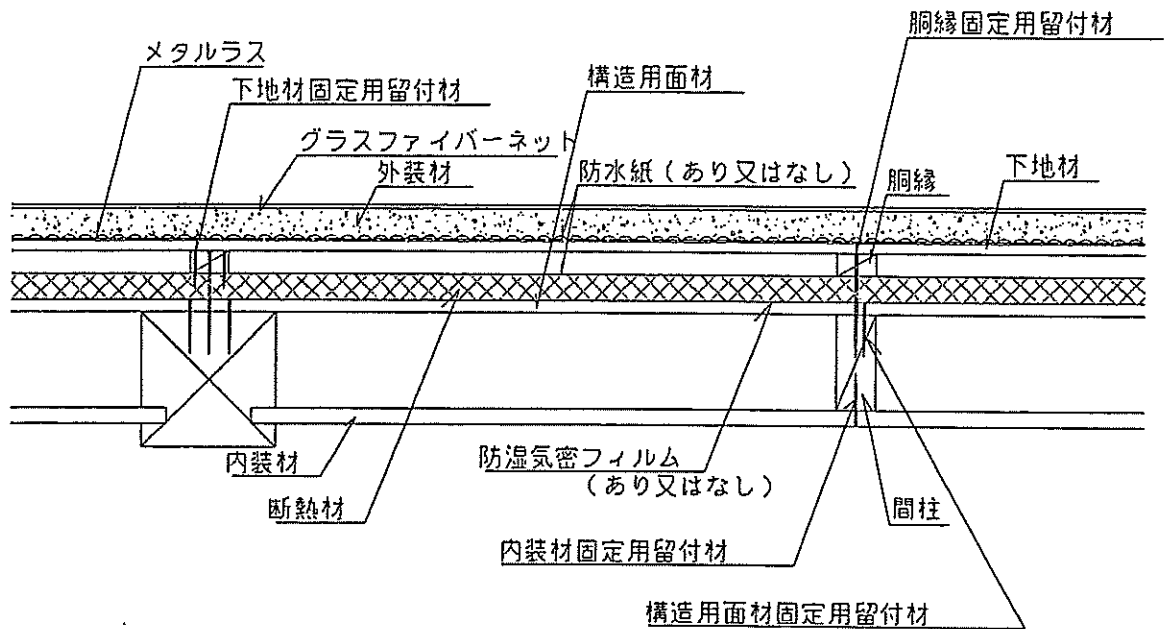 胴縁固定用留付材
メタルラス
構造用面材
下地材固定用留付材
グラスファイバーネット
外装材
防水紙(あり又はなし)
胴縁
下地材
内装材
防湿気密フィルム
(あり又はなし)
断熱材
間柱
内装材固定用留付材
構造用面材固定用留付材